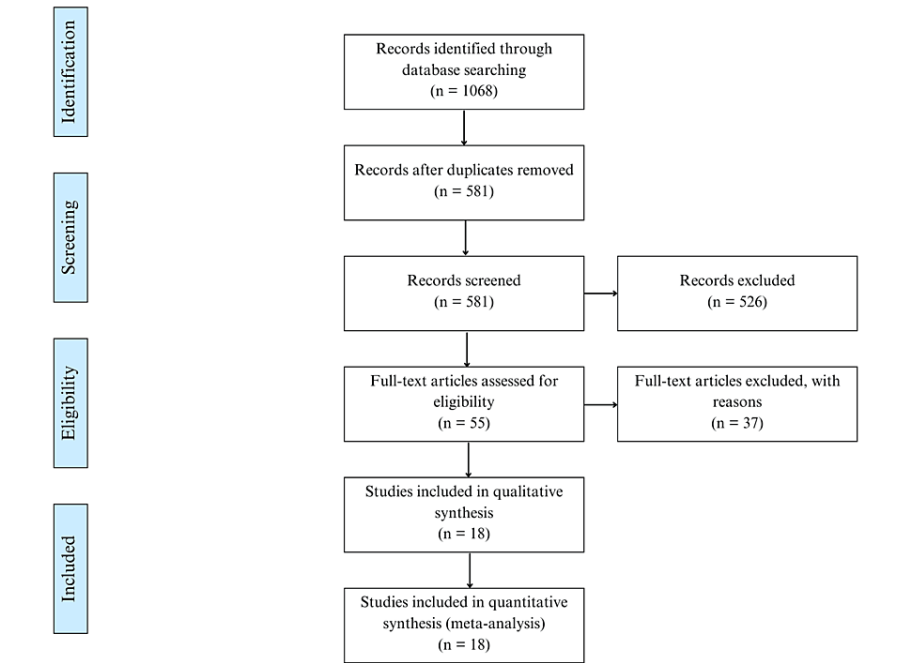 Identification
Records identified through
database searching
(n = 1068)
Records after duplicates removed
(n = 581)
Screening
Records screened
(n = 581)
Records excluded
(n = 526)
Eligibility
Full-text articles assessed for
eligibility
(n = 55)
Full-text articles excluded, with
reasons
(n = 37)
Studies included in qualitative
synthesis
(n = 18)
Included
Studies included in quantitative
synthesis (meta-analysis)
(n = 18)